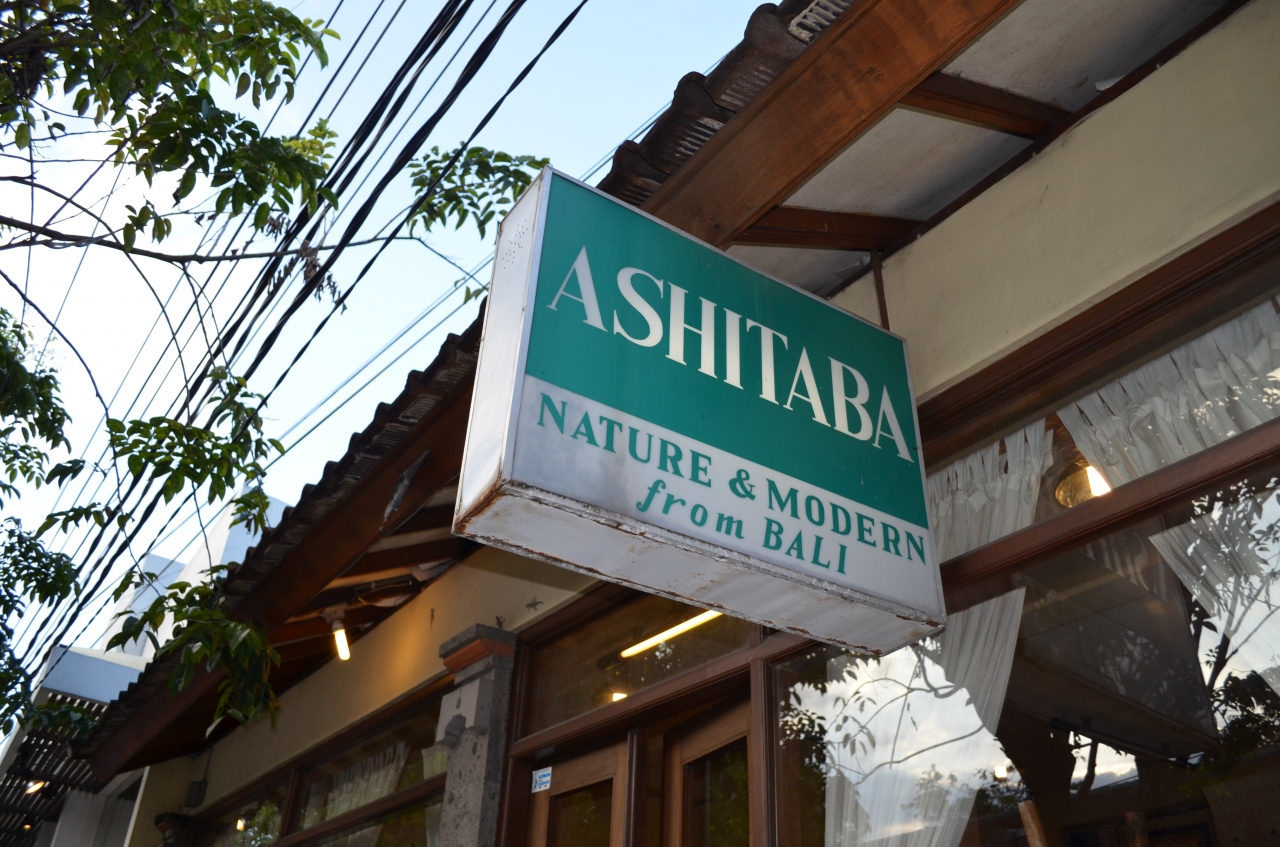 ASHITABA
NATURE & MODERN
from BALI